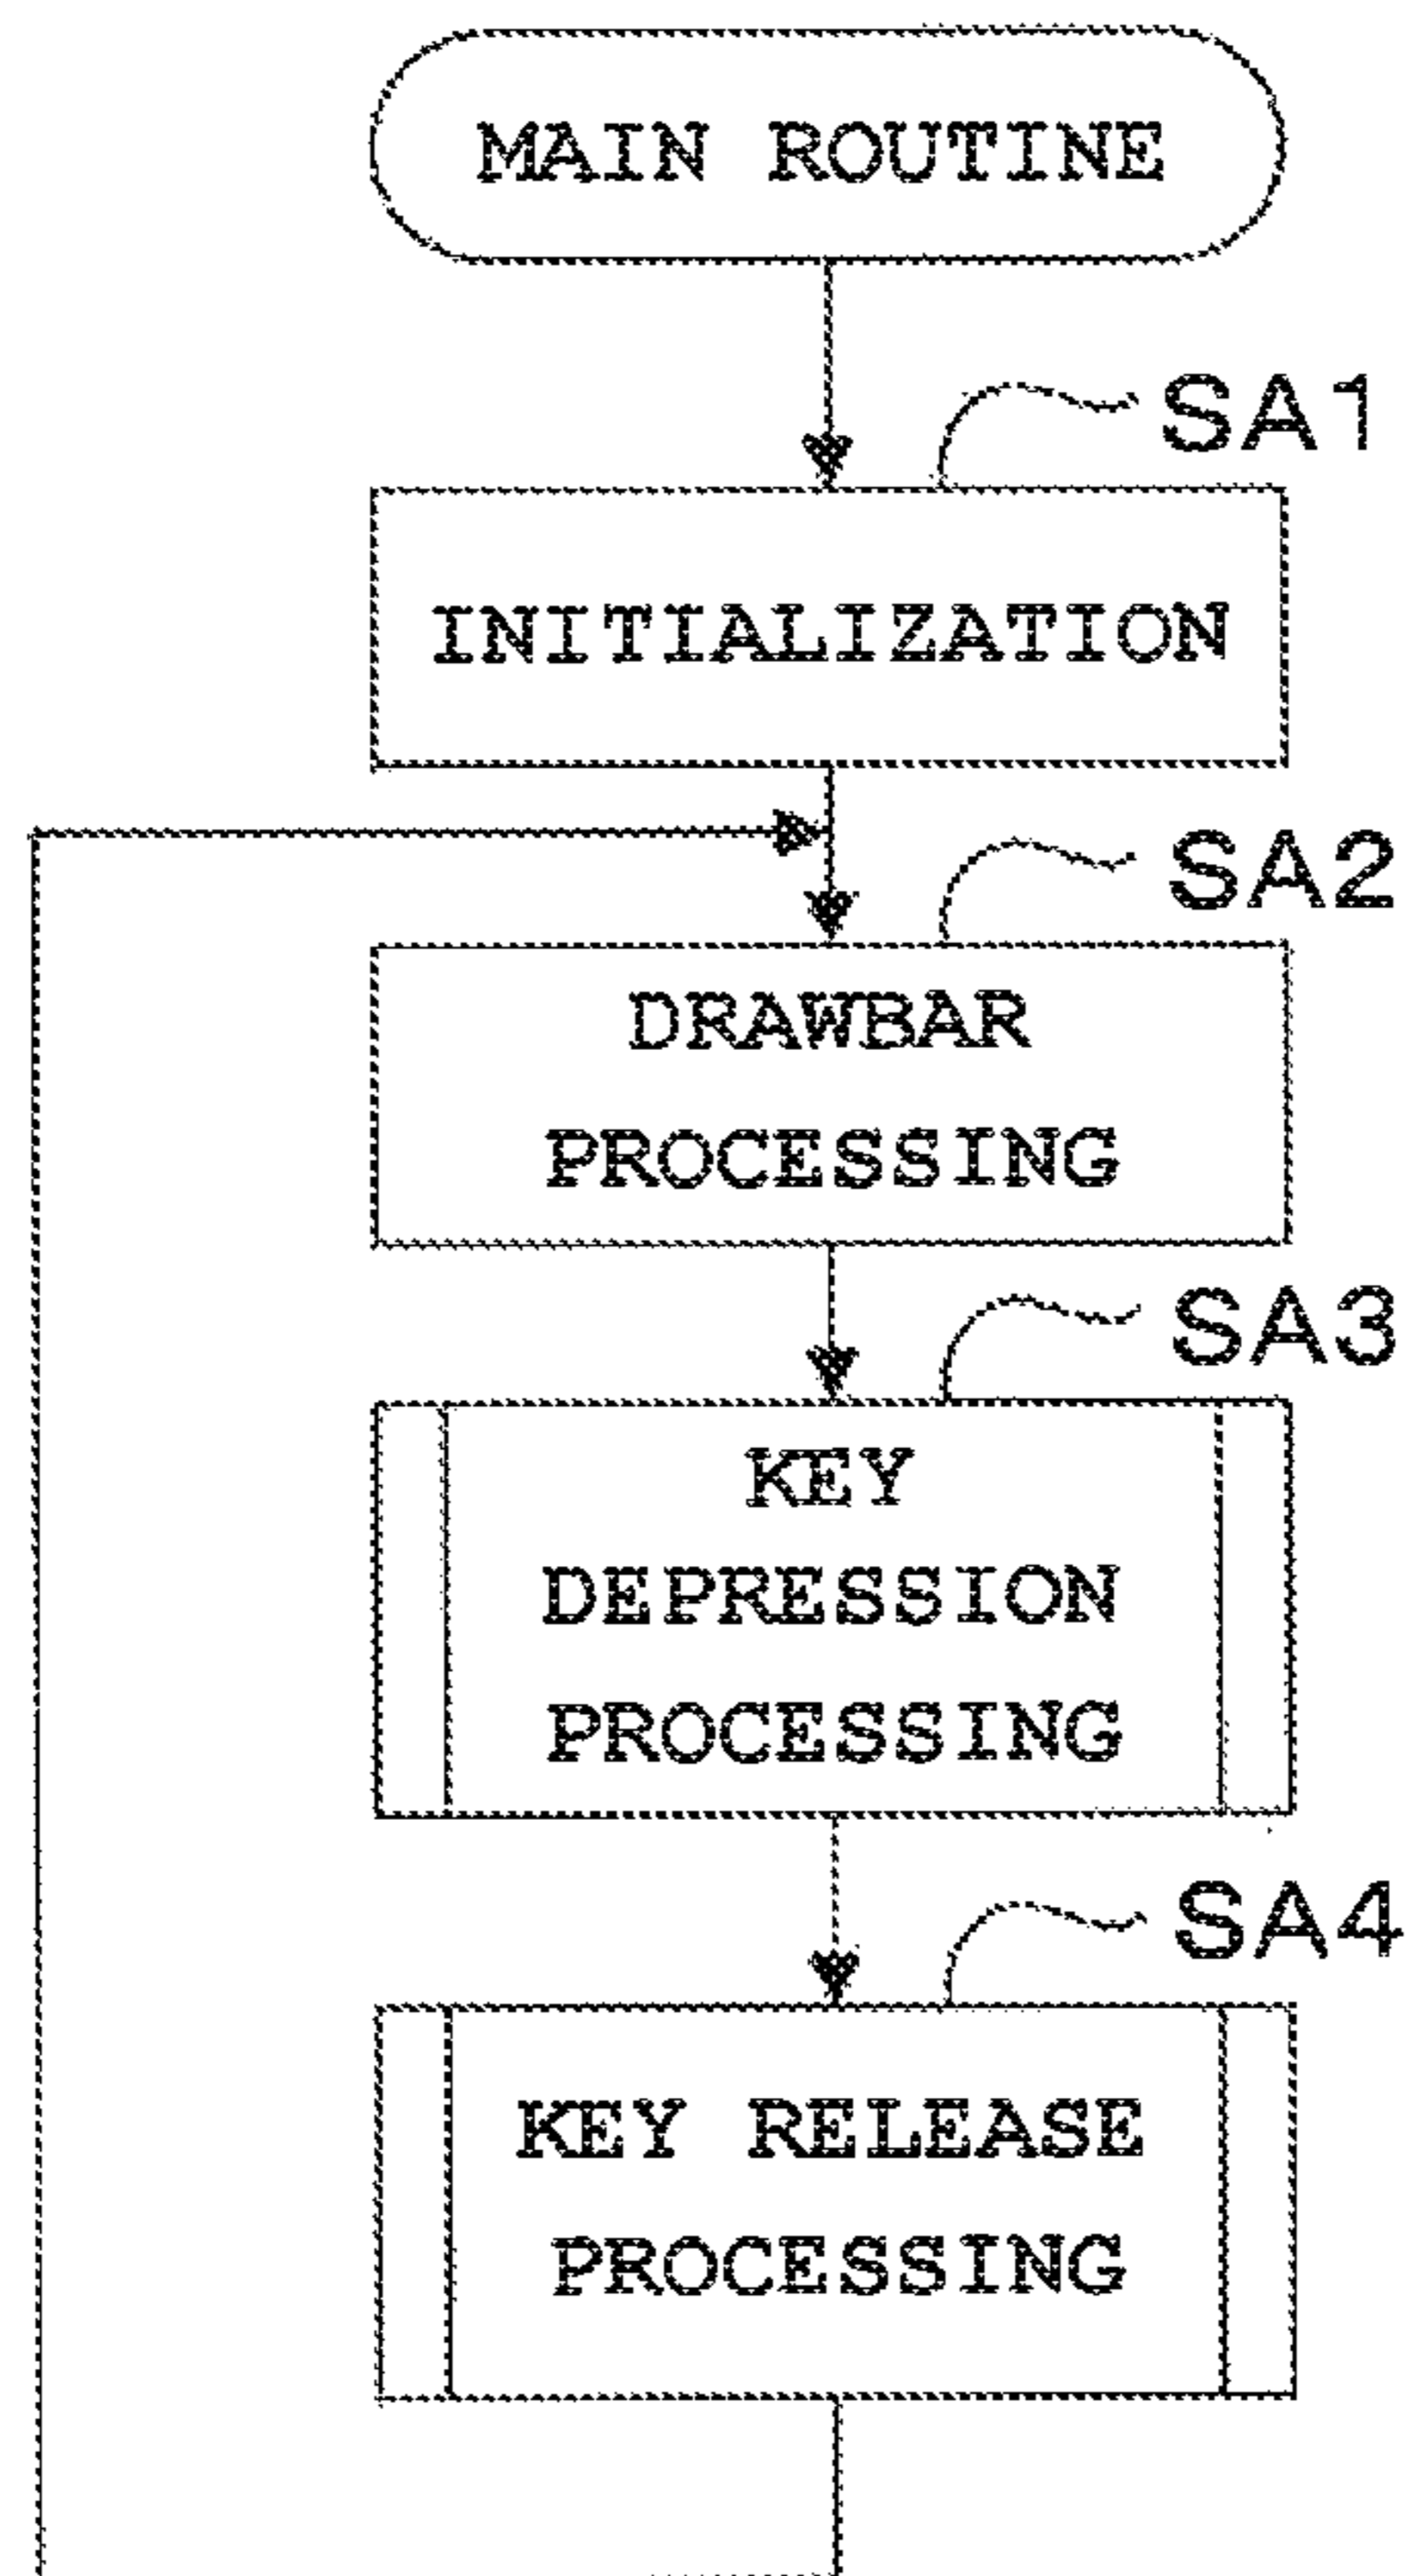 MAIN ROUTINE
SA1
INITIALIZATION
SA2
DRAWBAR
PROCESSING
SA3
KEY
DEPRESSION
PROCESSING
SA4
KEY RELEASE
PROCESSING